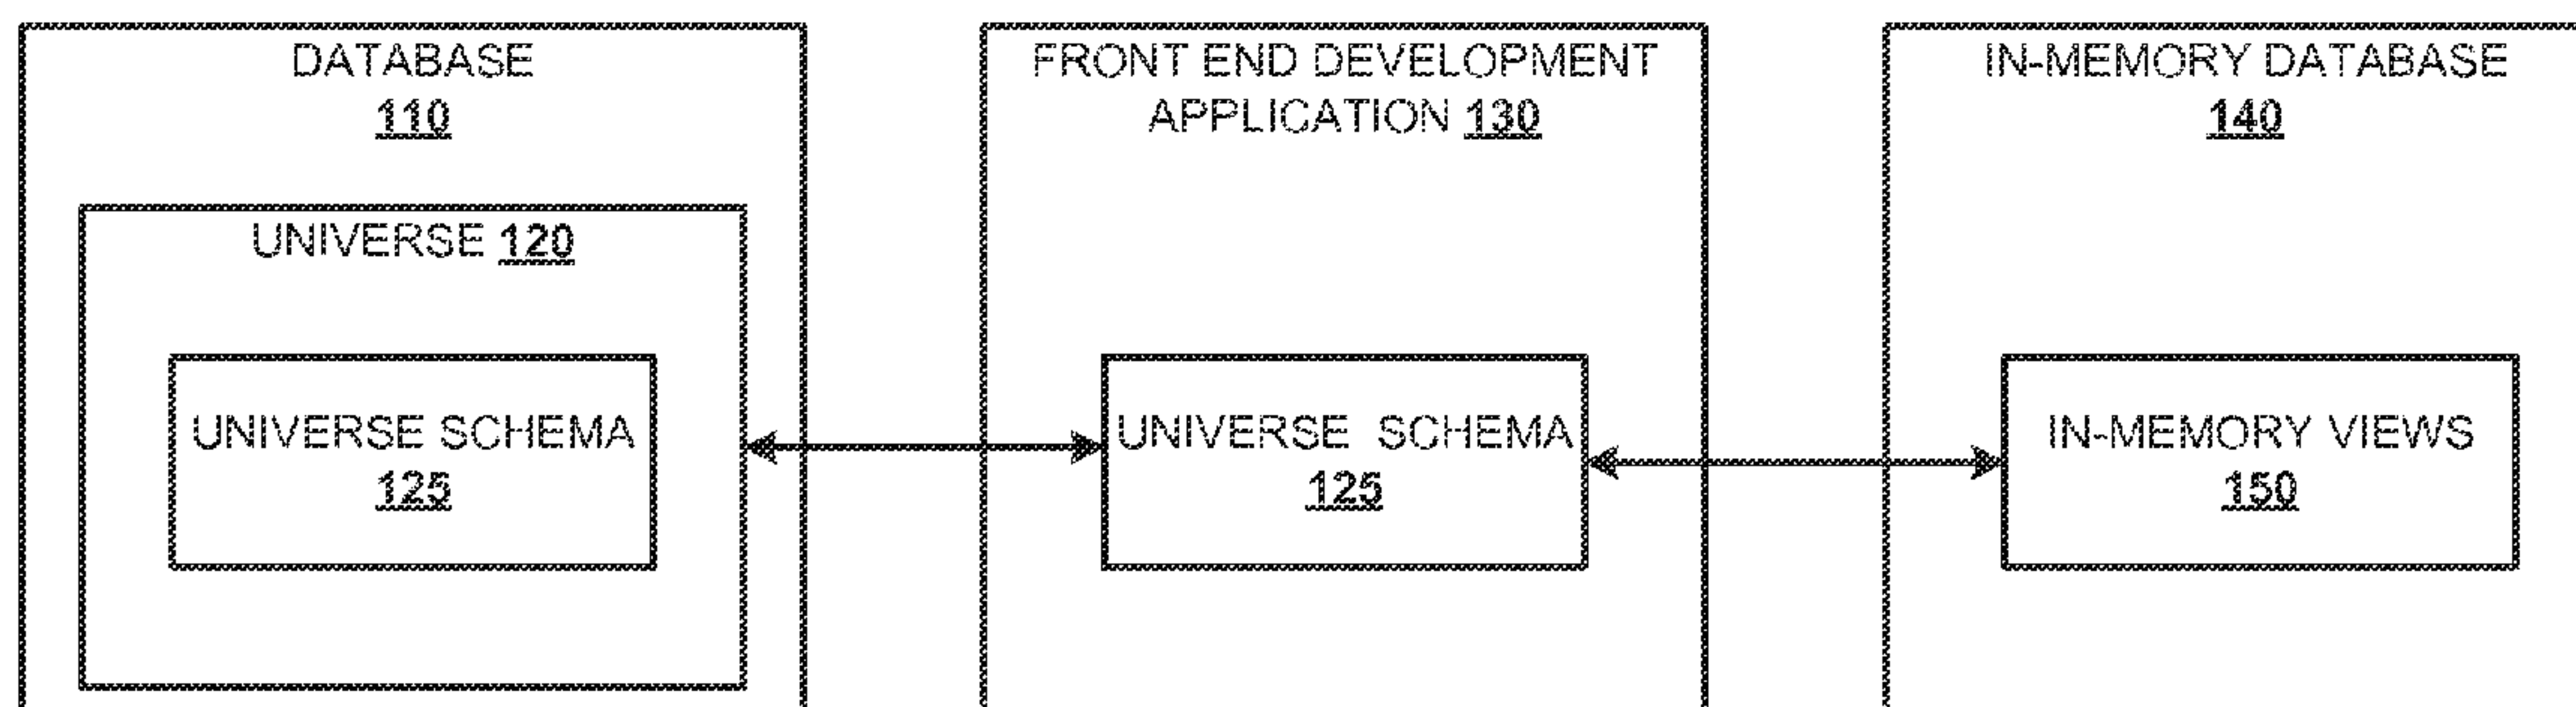 DATABASE
110
UNIVERSE 120
UNIVERSE SCHEMA
125
FRONT END DEVELOPMENT
APPLICATION 130
UNIVERSE SCHEMA
125
IN-MEMORY DATABASE
140
IN-MEMORY VIEWS
150